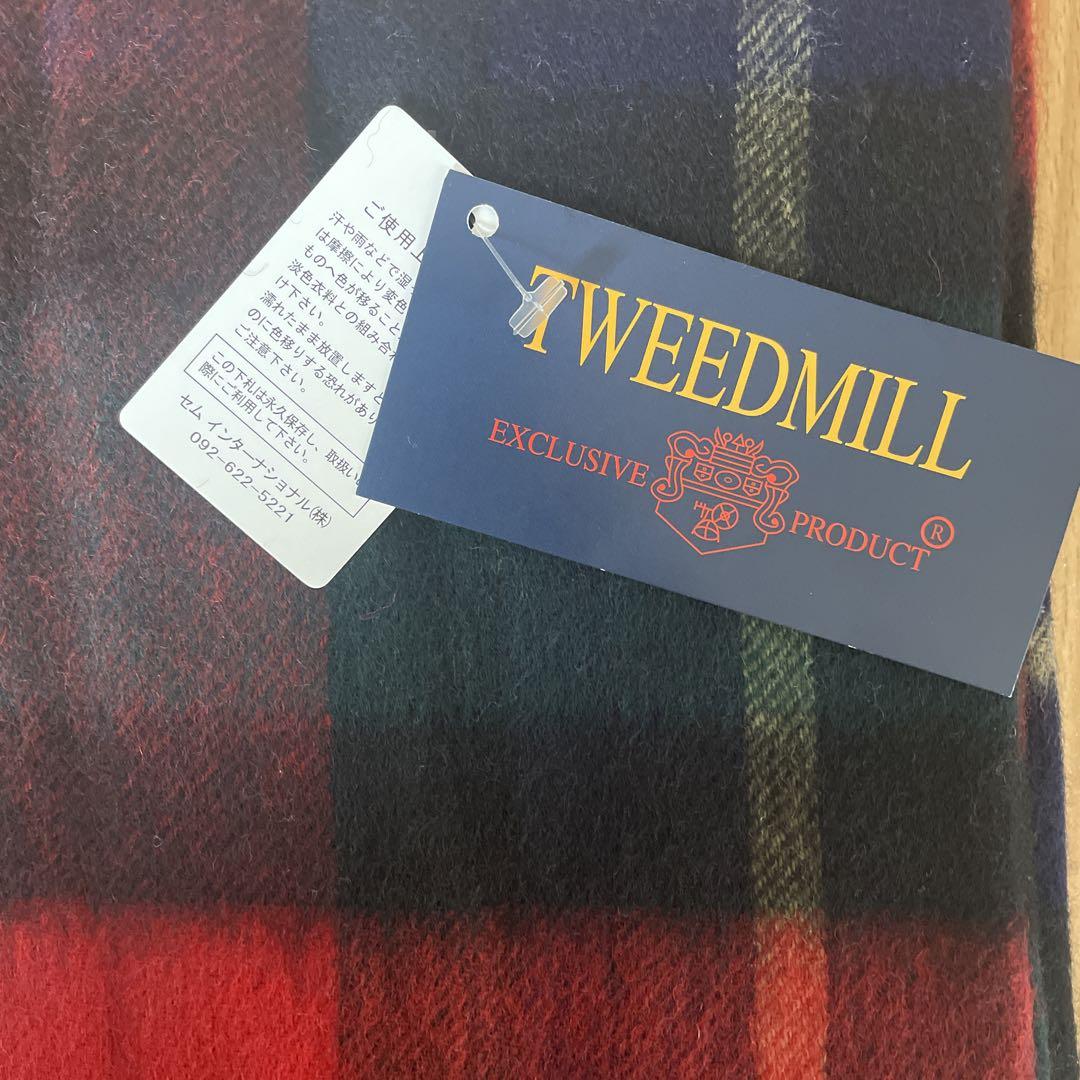 ご使用上
汗や雨などで湿
は摩擦により変色
ものへ色が移ること
淡色衣料との組み合わ
け下さい。
濡れたまま放置しますと
のに色移りする恐れがあり
ご注意下さい。
この下札は永久保存し、取扱い
際にご利用して下さい。
セム インターナショナル(株)
092-622-5221
TWEEDMILL
EXCLUSIVE PRODUCT®